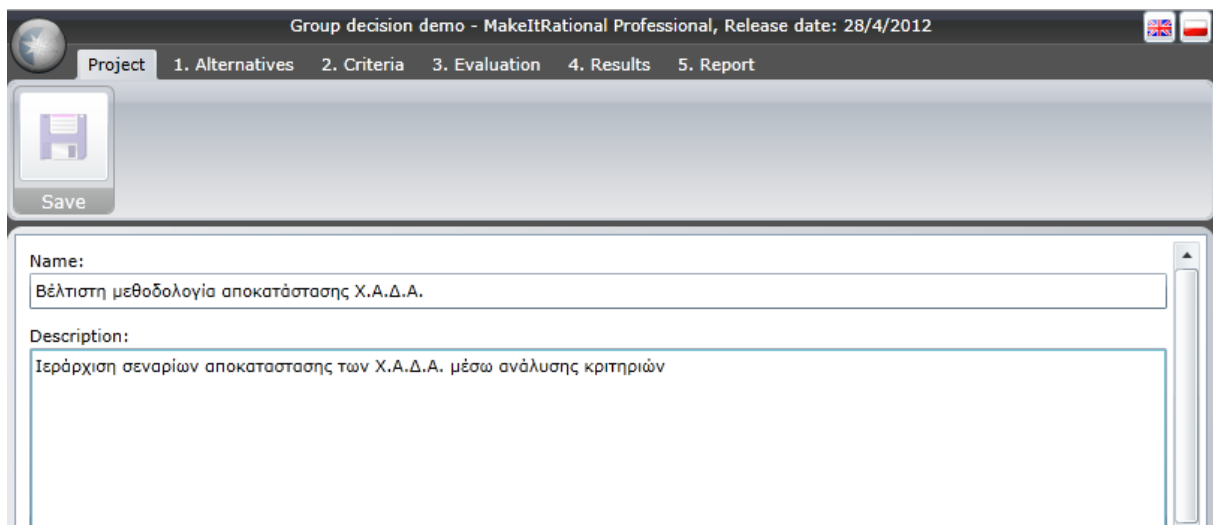 Group decision demo - MakeItRational Professional, Release date: 28/4/2012
Project 1. Alternatives 2. Criteria 3. Evaluation 4. Results 5. Report
Save
Name:
Βέλτιστη μεθοδολογία αποκατάστασης Χ.Α.Δ.Α.
Description:
Ιεράρχιση σεναρίων αποκαταστασης των Χ.Α.Δ.Α. μέσω ανάλυσης κριτηριών